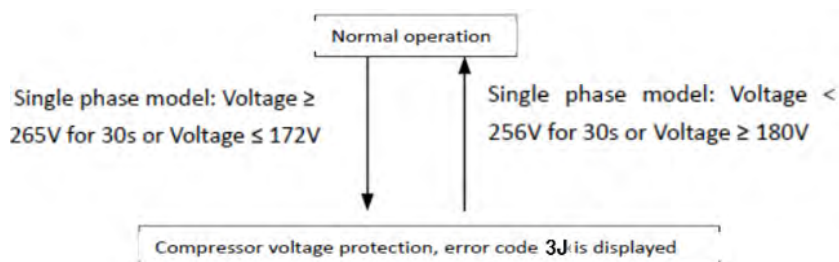 Normal operation
Single phase model: Voltage ≥
265V for 30s or Voltage ≤ 172V
Single phase model: Voltage <
256V for 30s or Voltage ≥ 180V
Compressor voltage protection, error code 3J is displayed